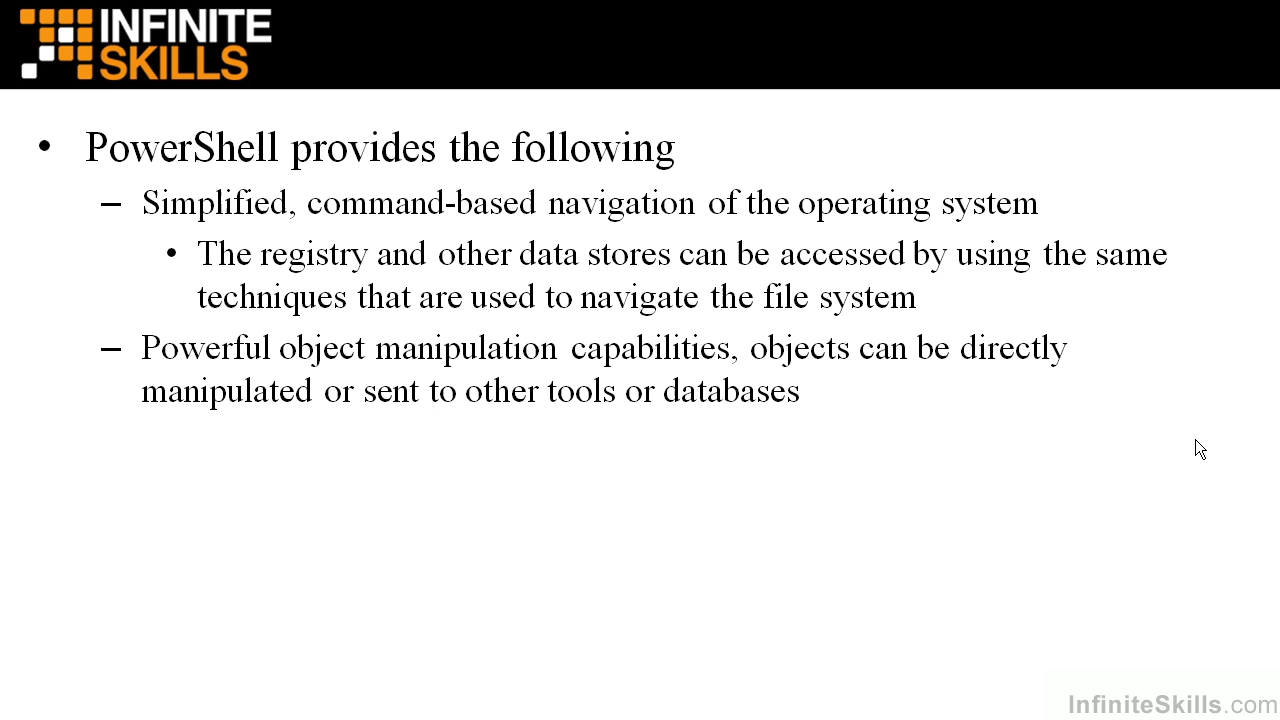 INFINITE
SKILLS
• PowerShell provides the following
– Simplified, command-based navigation of the operating system
• The registry and other data stores can be accessed by using the same
techniques that are used to navigate the file system
– Powerful object manipulation capabilities, objects can be directly
manipulated or sent to other tools or databases
InfiniteSkills.com